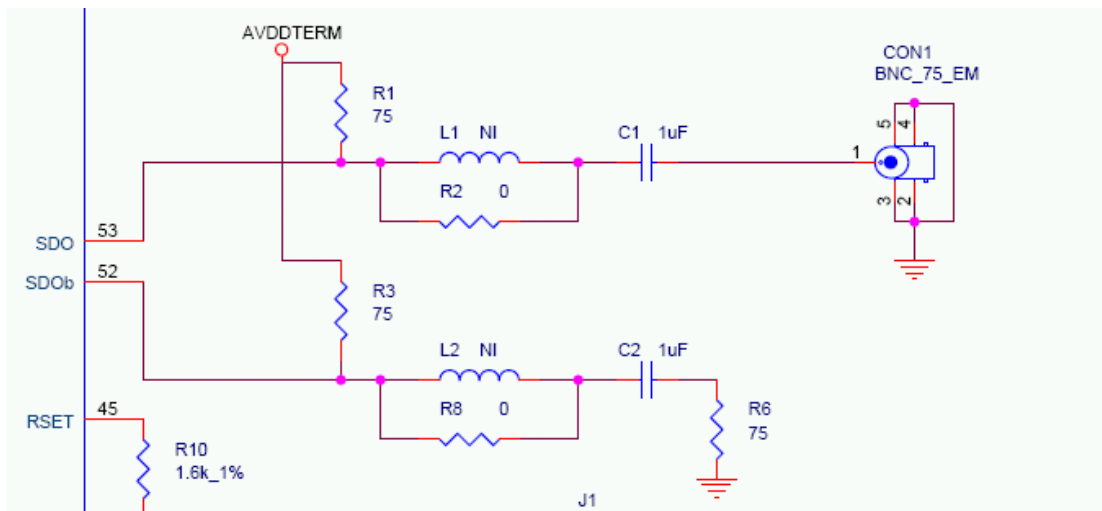 AVDDTERM
CON1
BNC_75_EM
R1
75
L1 NI
C1 1uF
5
4
1
R2 0
3
2
53
SDO
52
SDOb
R3
75
L2 NI
C2 1uF
R8 0
R6
75
45
RSET
R10
1.6k_1%
J1